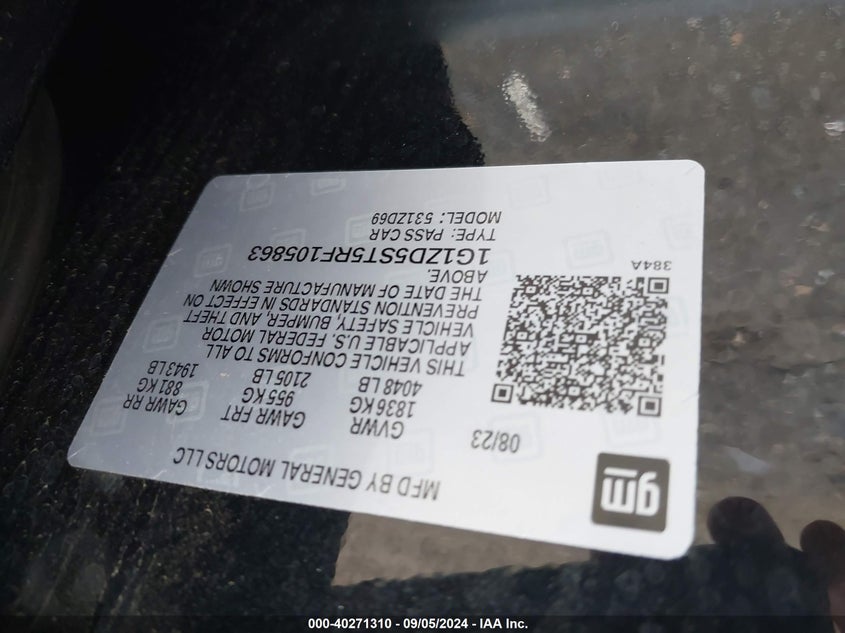 MFD BY GENERAL MOTORS LLC
gm
08/23
GVWR
1836 KG
4048 LB
GAWR FRT
955 KG
2105 LB
GAWR RR
881 KG
1943 LB
THIS VEHICLE CONFORMS TO ALL
APPLICABLE U.S. FEDERAL MOTOR
VEHICLE SAFETY, BUMPER, AND THEFT
PREVENTION STANDARDS IN EFFECT ON
THE DATE OF MANUFACTURE SHOWN
ABOVE.
1G1ZD5ST5RF105863
TYPE: PASS CAR
MODEL: 531ZD69
384A
000-40271310 - 09/05/2024 - IAA Inc.